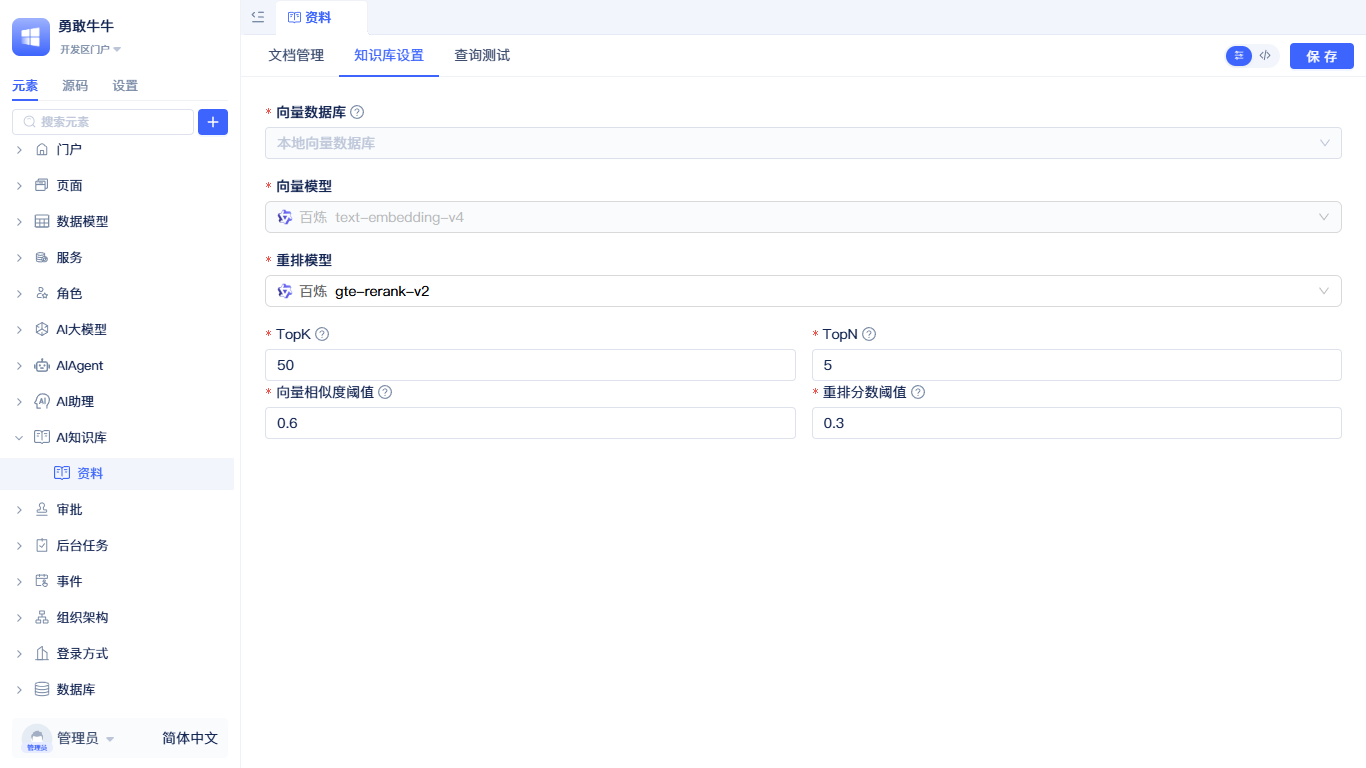 勇敢牛牛
开发区门户
元素 源码 设置
搜索元素
门户
页面
数据模型
服务
角色
AI大模型
AIAgent
AI助理
AI知识库
资料
审批
后台任务
事件
组织架构
登录方式
数据库
管理员
管理员 简体中文
资料
文档管理 知识库设置 查询测试 保存
* 向量数据库
本地向量数据库
* 向量模型
百炼 text-embedding-v4
* 重排模型
百炼 gte-rerank-v2
* TopK * TopN
50 5
* 向量相似度阈值 * 重排分数阈值
0.6 0.3